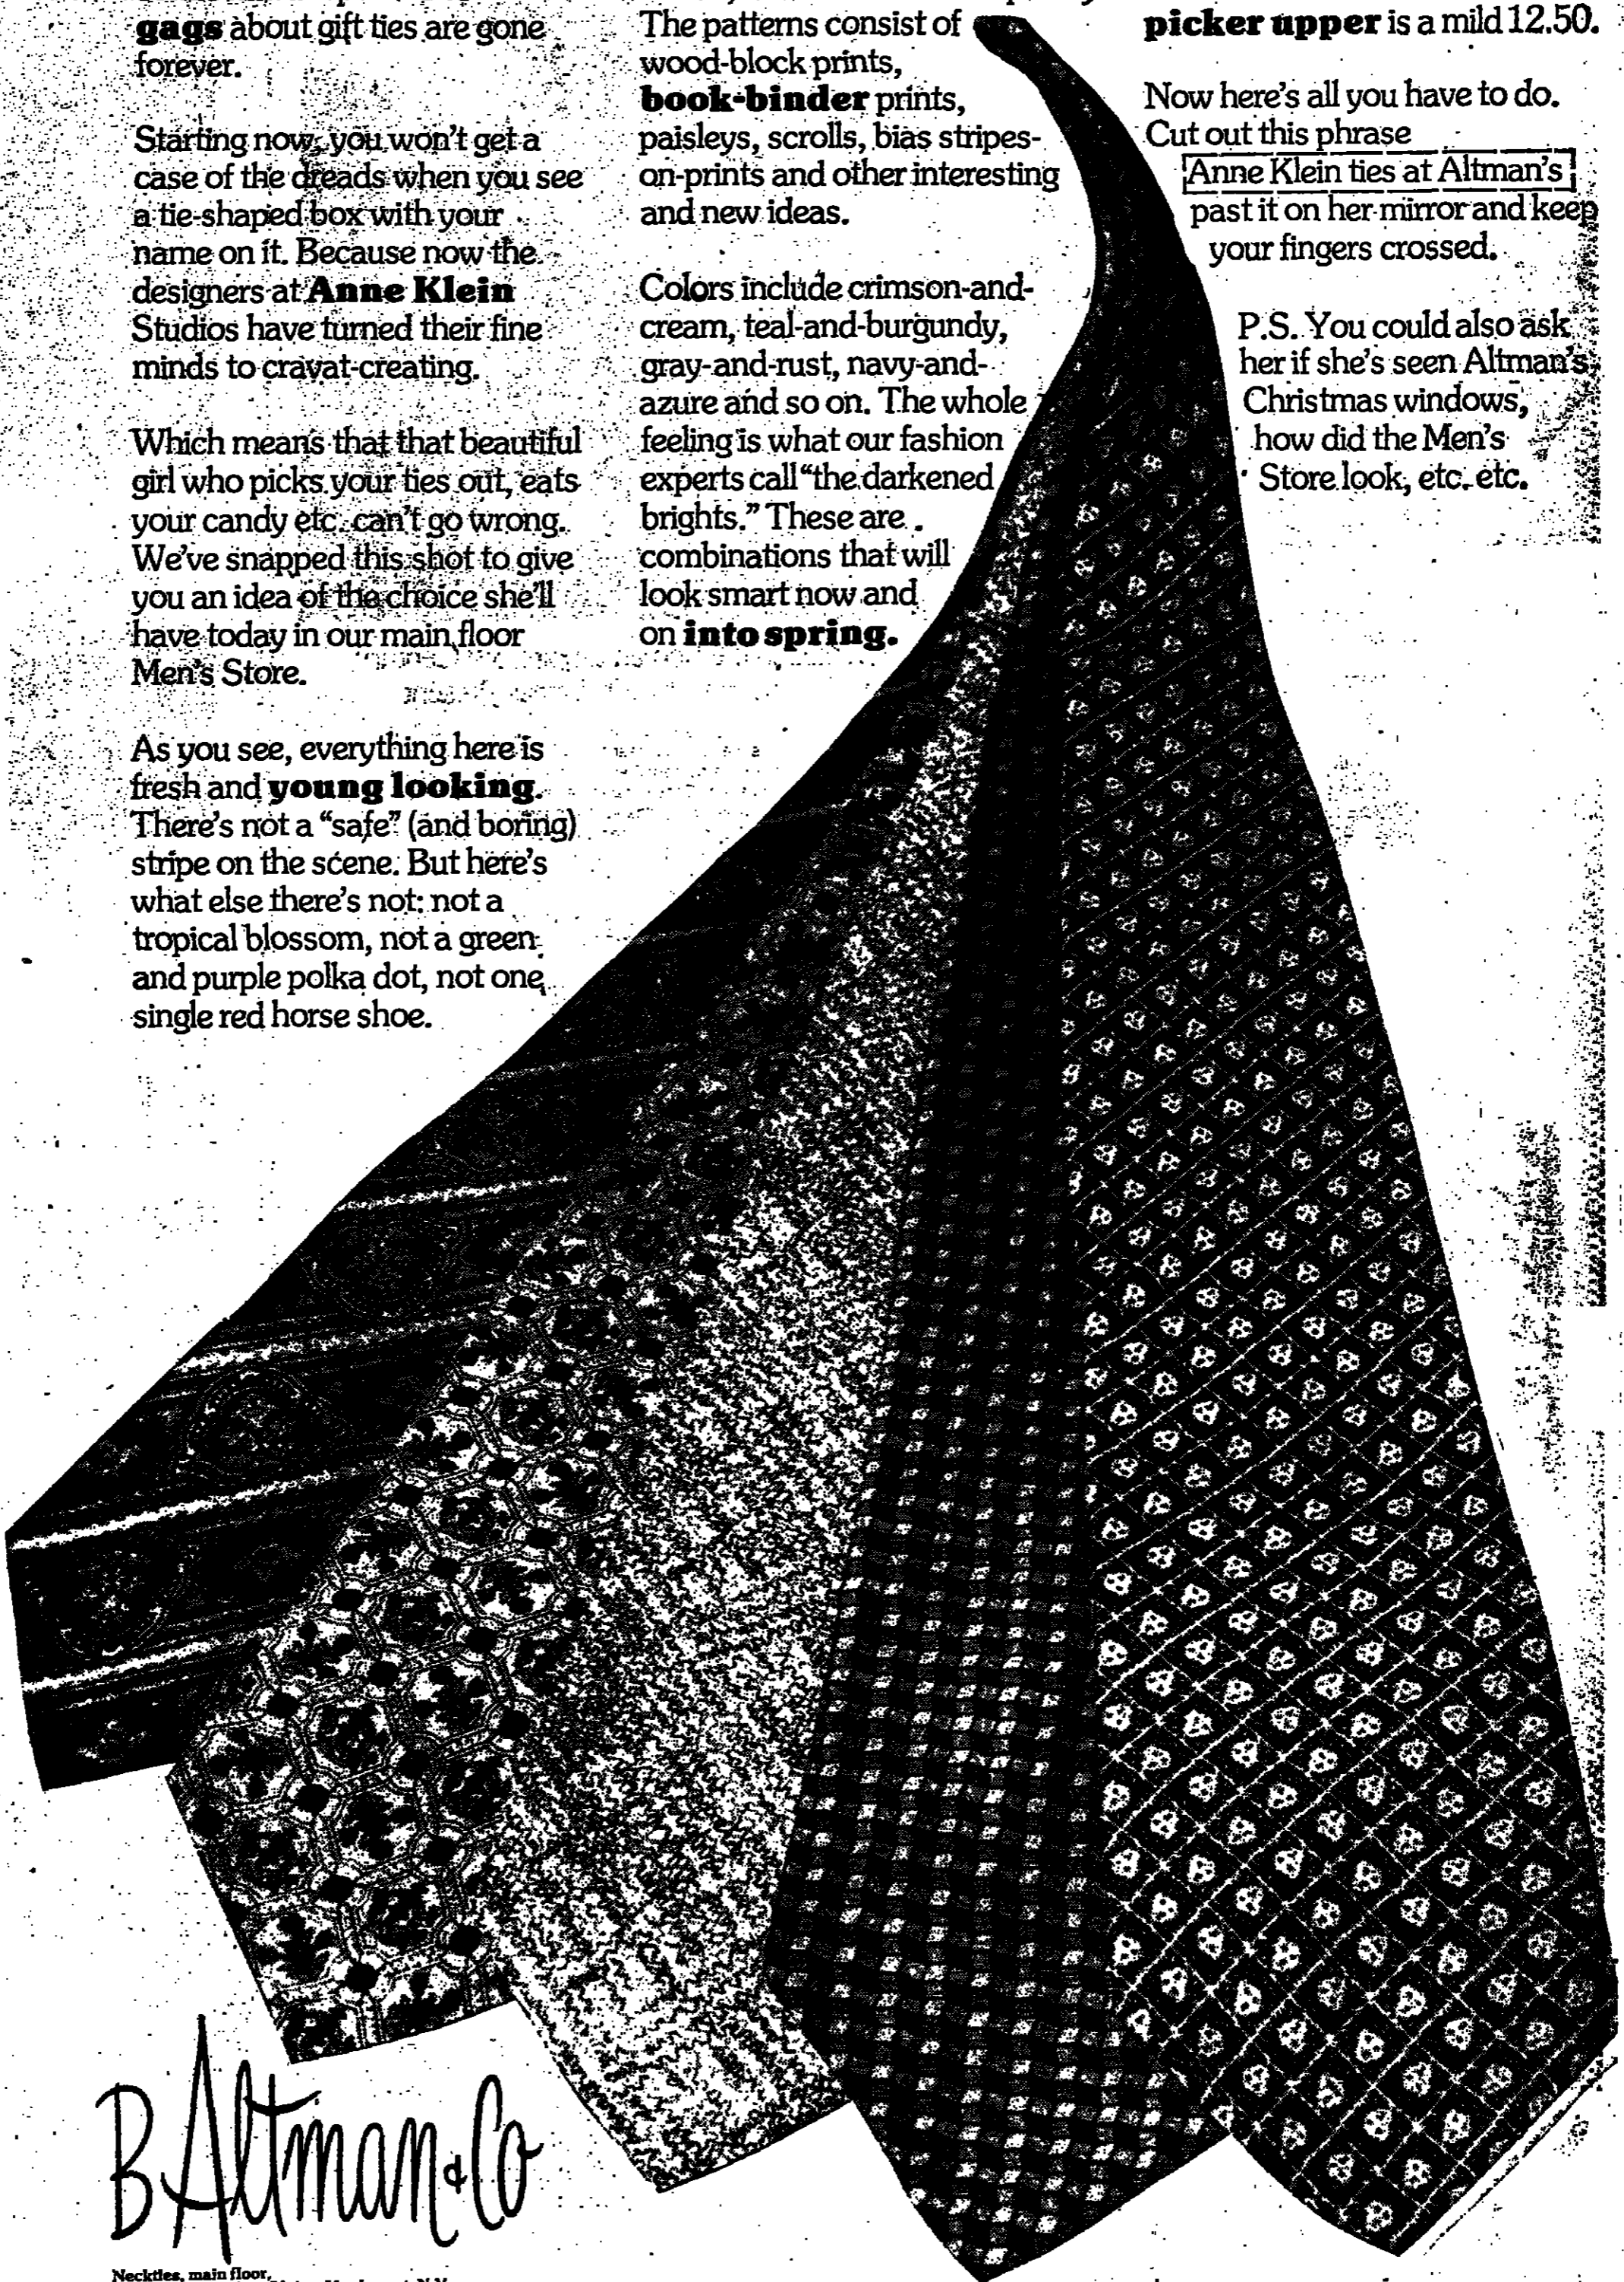 gags about gift ties are gone
forever.
Starting now, you won't get a
case of the dreads when you see
a tie-shaped box with your
name on it. Because now the
designers at Anne Klein
Studios have turned their fine
minds to cravat-creating.
Which means that that beautiful
girl who picks your ties out, eats
your candy etc. can't go wrong.
We've snapped this shot to give
you an idea of the choice she'll
have today in our main floor
Men's Store.
As you see, everything here is
fresh and young looking.
There's not a "safe" (and boring)
stripe on the scene. But here's
what else there's not: not a
tropical blossom, not a green
and purple polka dot, not one
single red horse shoe.
The patterns consist of
wood-block prints,
book-binder prints,
paisleys, scrolls, bias stripes-
on-prints and other interesting
and new ideas.
Colors include crimson-and-
cream, teal-and-burgundy,
gray-and-rust, navy-and-
azure and so on. The whole
feeling is what our fashion
experts call "the darkened
brights." These are
combinations that will
look smart now and
on into spring.
picker upper is a mild 12.50.
Now here's all you have to do.
Cut out this phrase
Anne Klein ties at Altman's
past it on her mirror and keep
your fingers crossed.
P.S. You could also ask
her if she's seen Altman's
Christmas windows,
how did the Men's
Store look, etc. etc.
B Altman & Co
Neckties, main floor,